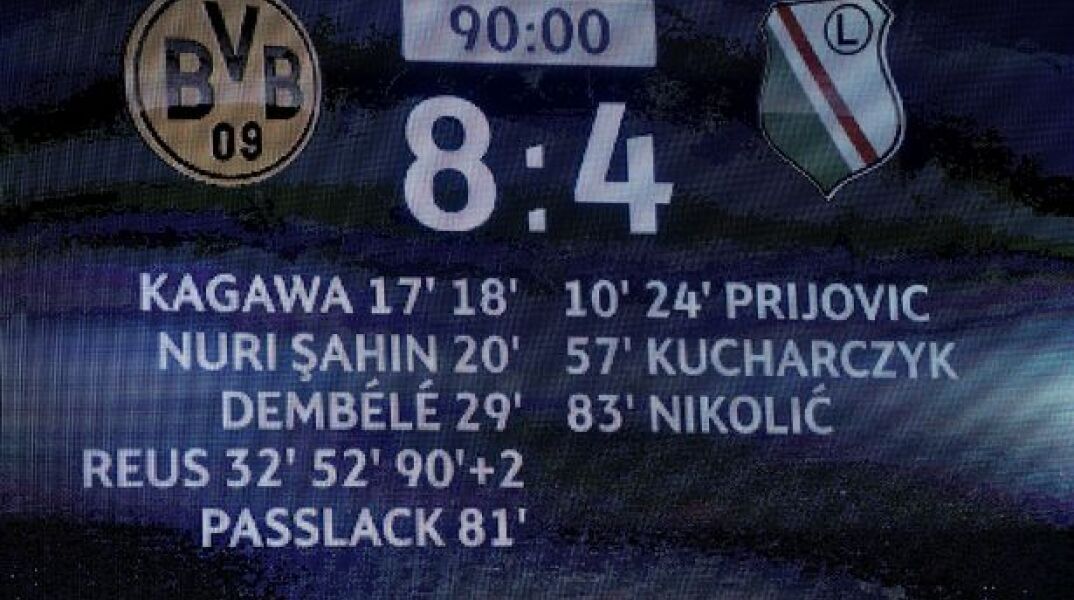 BVB
09
90:00
L
8:4
KAGAWA 17' 18' 10' 24' PRIJOVIC
NURI ŞAHIN 20' 57' KUCHARCZYK
DEMBÉLÉ 29' 83' NIKOLIĆ
REUS 32' 52' 90'+2
PASSLACK 81'